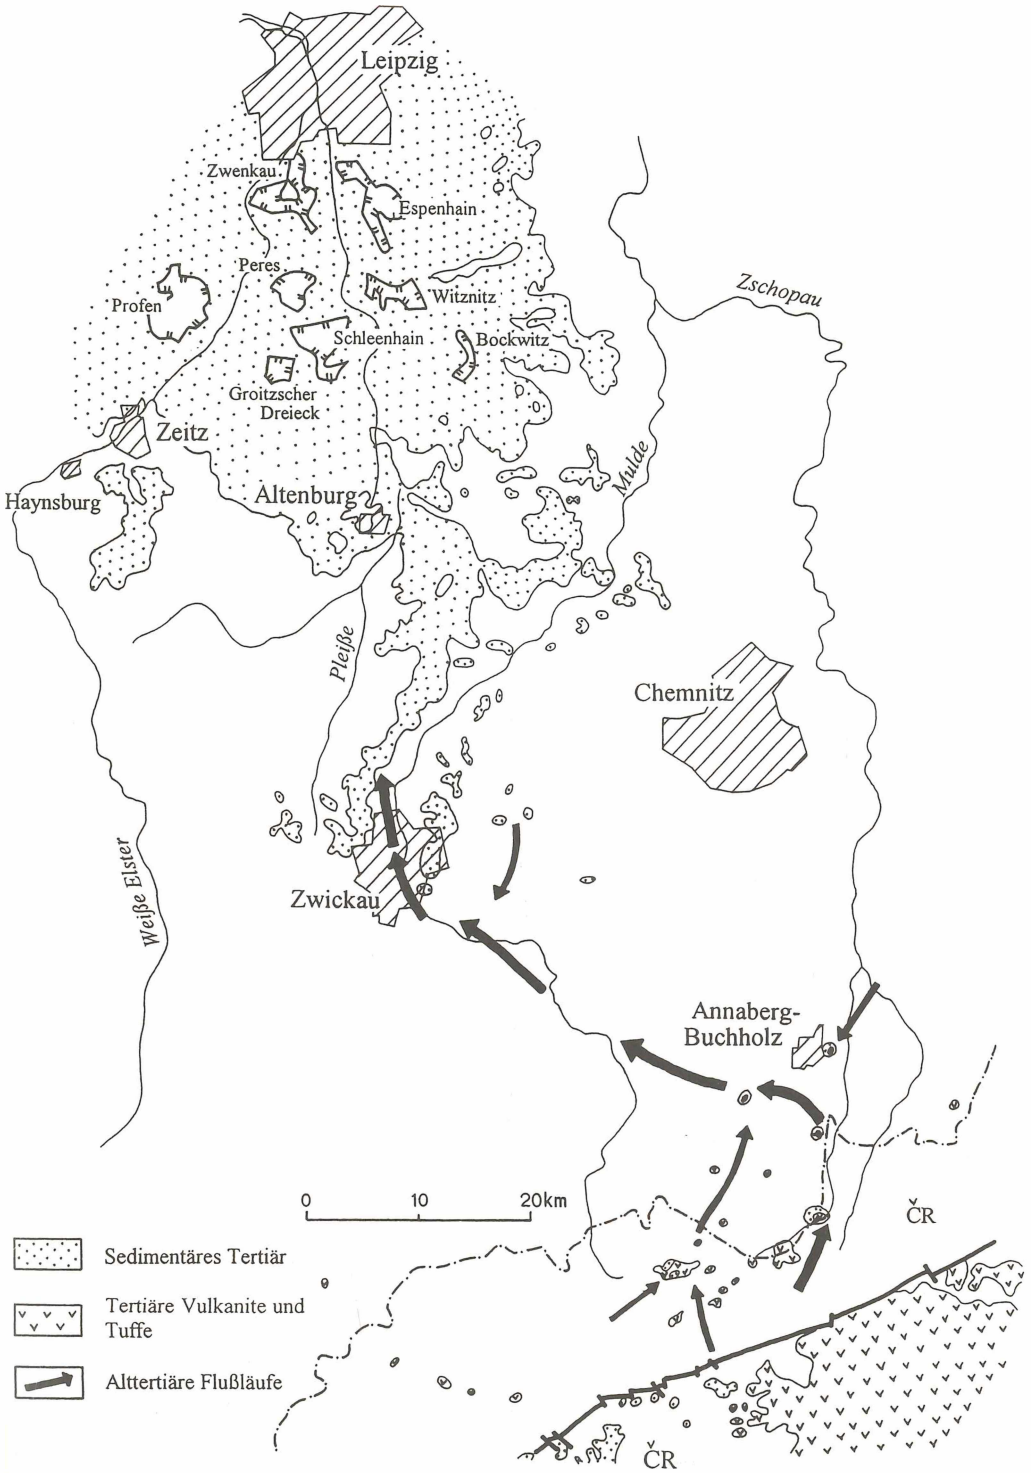 Leipzig
Zwenkau
Espenhain
Peres
Profen
Witznitz
Zschopau
Schleenhain
Bockwitz
Groitzscher
Dreieck
Zeitz
Mulde
Haynsburg
Altenburg
Pleiße
Chemnitz
Weiße Elster
Zwickau
Annaberg-
Buchholz
0 10 20km
ČR
Sedimentäres Tertiär
Tertiäre Vulkanite und
Tuffe
Alttertiäre Flußläufe
ČR